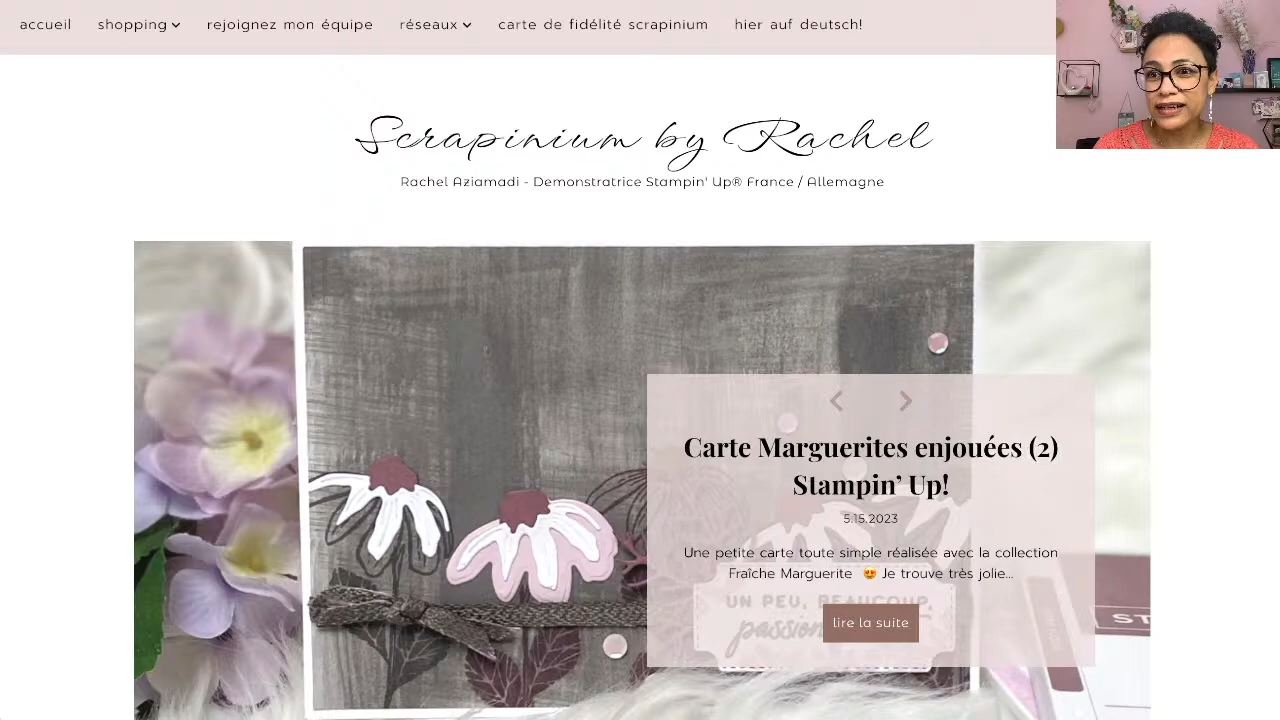 accueil shopping rejoignez mon équipe réseaux carte de fidélité scrapinium hier auf deutsch!
Scrapinium by Rachel
Rachel Aziamadi - Demonstratrice Stampin' Up® France / Allemagne
Carte Marguerites enjouées (2)
Stampin’ Up!
5.15.2023
Une petite carte toute simple réalisée avec la collection
Fraîche Marguerite 😍 Je trouve très jolie...
UN PEU, BEAUCOUP,
passion
lire la suite
ST